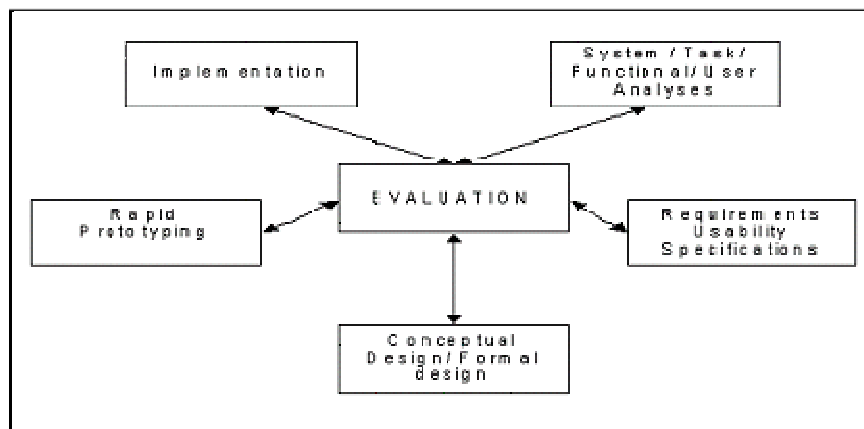 Implementation
System / Task/
Functional/ User
Analyses
EVALUATION
Rapid
Prototyping
Requirements
Usability
Specifications
Conceptual
Design/ Formal
design